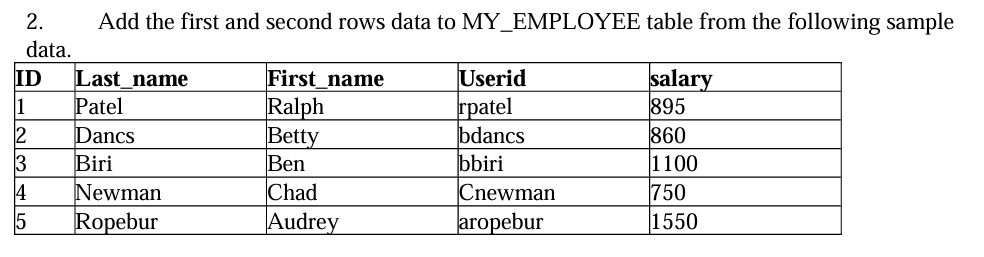 2. Add the first and second rows data to MY_EMPLOYEE table from the following sample
data.
ID Last_name First_name Userid salary
1 Patel Ralph rpatel 895
2 Dancs Betty bdancs 860
3 Biri Ben bbiri 1100
4 Newman Chad Cnewman 750
5 Ropebur Audrey aropebur 1550